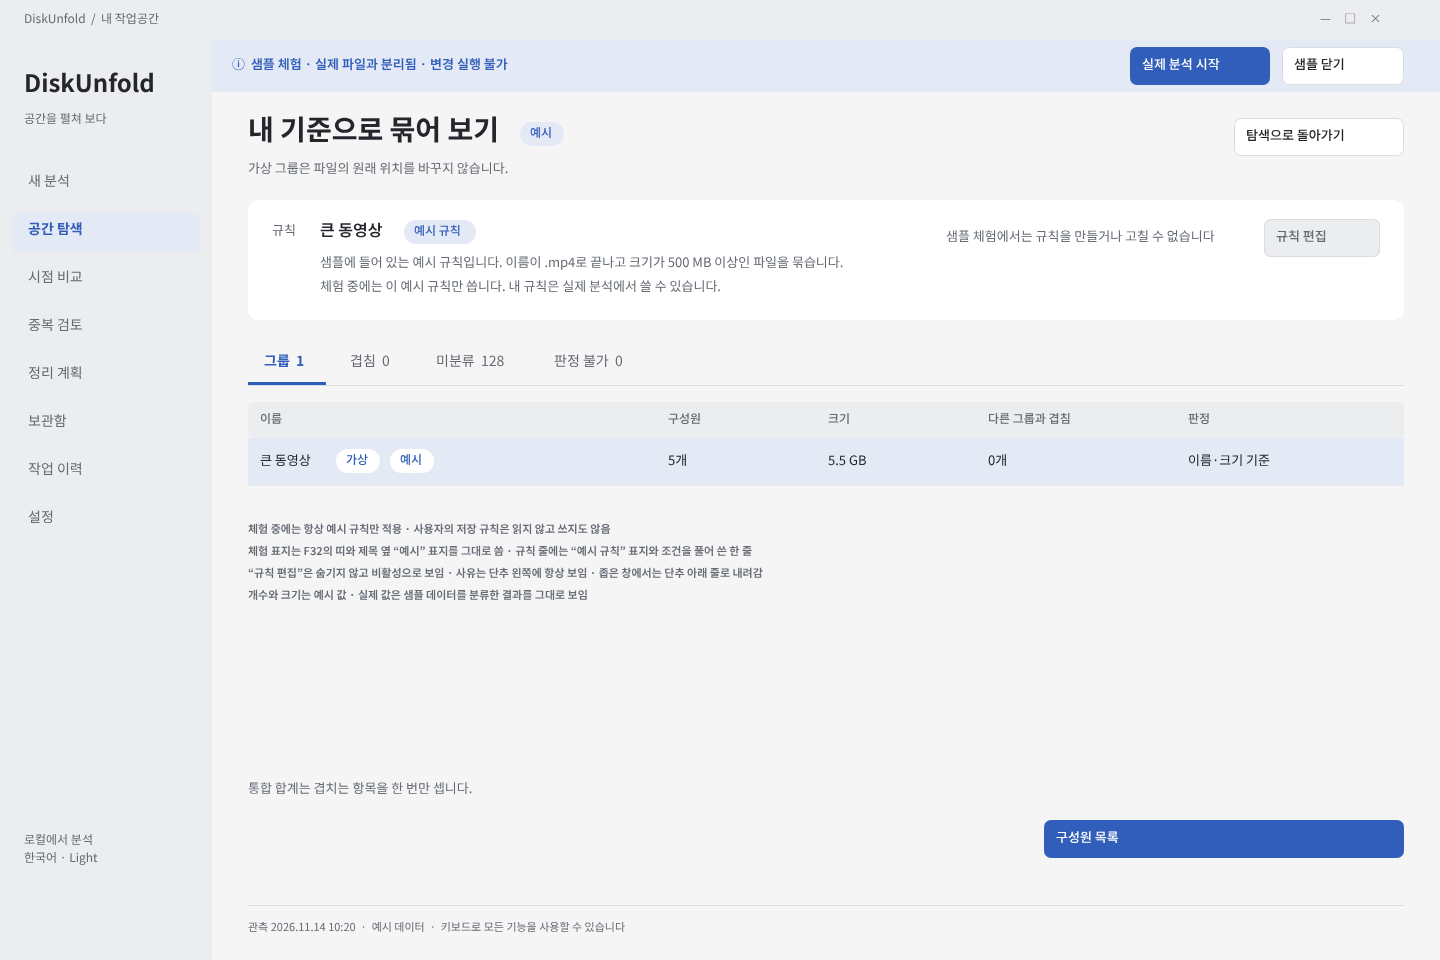 DiskUnfold / 내 작업공간
DiskUnfold
공간을 펼쳐 보다
새 분석
공간 탐색
시점 비교
중복 검토
정리 계획
보관함
작업 이력
설정
로컬에서 분석
한국어 · Light
ⓘ 샘플 체험 · 실제 파일과 분리됨 · 변경 실행 불가
실제 분석 시작
샘플 닫기
내 기준으로 묶어 보기
예시
탐색으로 돌아가기
가상 그룹은 파일의 원래 위치를 바꾸지 않습니다.
규칙
큰 동영상
예시 규칙
샘플 체험에서는 규칙을 만들거나 고칠 수 없습니다
규칙 편집
샘플에 들어 있는 예시 규칙입니다. 이름이 .mp4로 끝나고 크기가 500 MB 이상인 파일을 묶습니다.
체험 중에는 이 예시 규칙만 씁니다. 내 규칙은 실제 분석에서 쓸 수 있습니다.
그룹 1 겹침 0 미분류 128 판정 불가 0
이름 구성원 크기 다른 그룹과 겹침 판정
큰 동영상 가상 예시 5개 5.5 GB 0개 이름·크기 기준
체험 중에는 항상 예시 규칙만 적용 · 사용자의 저장 규칙은 읽지 않고 쓰지도 않음
체험 표지는 F32의 띠와 제목 옆 “예시” 표지를 그대로 씀 · 규칙 줄에는 “예시 규칙” 표지와 조건을 풀어 쓴 한 줄
“규칙 편집”은 숨기지 않고 비활성으로 보임 · 사유는 단추 왼쪽에 항상 보임 · 좁은 창에서는 단추 아래 줄로 내려감
개수와 크기는 예시 값 · 실제 값은 샘플 데이터를 분류한 결과를 그대로 보임
통합 합계는 겹치는 항목을 한 번만 셉니다.
구성원 목록
관측 2026.11.14 10:20 · 예시 데이터 · 키보드로 모든 기능을 사용할 수 있습니다